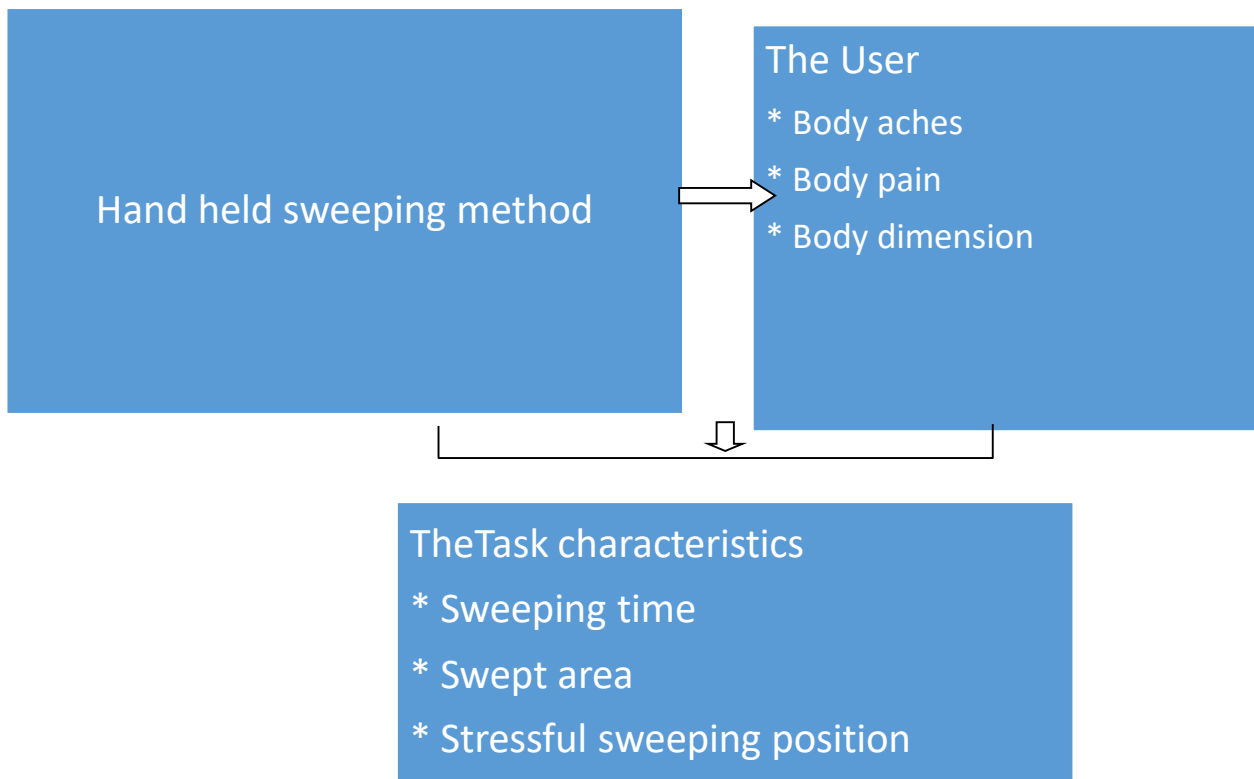 Hand held sweeping method
The User
* Body aches
* Body pain
* Body dimension
TheTask characteristics
* Sweeping time
* Swept area
* Stressful sweeping position